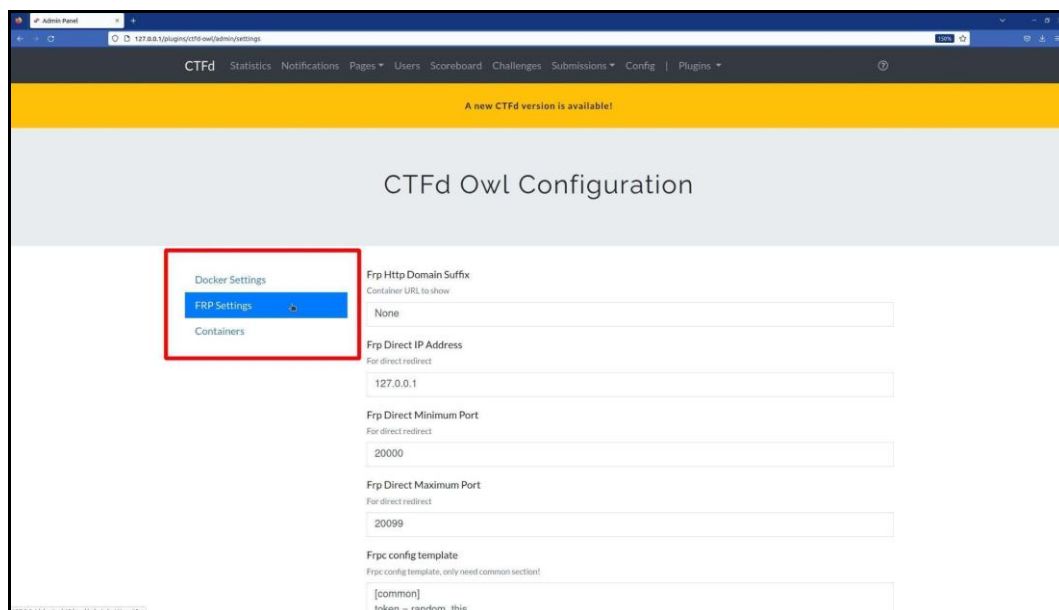 Admin Panel
127.0.0.1/plugins/ctfd-owl/admin/settings
150%
CTFd Statistics Notifications Pages Users Scoreboard Challenges Submissions Config | Plugins
A new CTFd version is available!
CTFd Owl Configuration
Docker Settings
FRP Settings
Containers
Frp Http Domain Suffix
Container URL to show
None
Frp Direct IP Address
For direct redirect
127.0.0.1
Frp Direct Minimum Port
For direct redirect
20000
Frp Direct Maximum Port
For direct redirect
20099
Frpc config template
Frpc config template, only need common section!
[common]
token = random_this